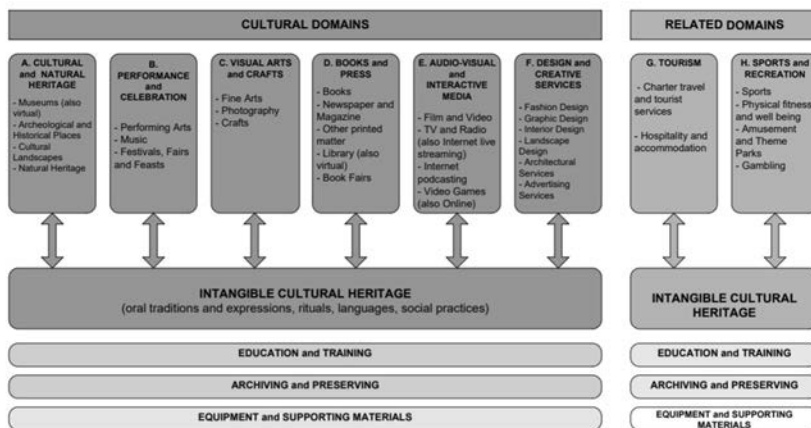 CULTURAL DOMAINS
RELATED DOMAINS
A. CULTURAL
and NATURAL
HERITAGE
- Museums (also
virtual)
- Archeological and
Historical Places
- Cultural
Landscapes
- Natural Heritage
B.
PERFORMANCE
and
CELEBRATION
- Performing Arts
- Music
- Festivals, Fairs
and Feasts
C. VISUAL ARTS
and CRAFTS
- Fine Arts
- Photography
- Crafts
D. BOOKS and
PRESS
- Books
- Newspaper and
Magazine
- Other printed
matter
- Library (also
virtual)
- Book Fairs
E. AUDIO-VISUAL
and
INTERACTIVE
MEDIA
- Film and Video
- TV and Radio
(also Internet live
streaming)
- Internet
podcasting
- Video Games
(also Online)
F. DESIGN and
CREATIVE
SERVICES
- Fashion Design
- Graphic Design
- Interior Design
- Landscape
Design
- Architectural
Services
- Advertising
Services
G. TOURISM
- Charter travel
and tourist
services
- Hospitality and
accommodation
H. SPORTS and
RECREATION
- Sports
- Physical fitness
and well being
- Amusement and
Theme
Parks
- Gambling
INTANGIBLE CULTURAL HERITAGE
(oral traditions and expressions, rituals, languages, social practices)
INTANGIBLE CULTURAL
HERITAGE
EDUCATION and TRAINING
EDUCATION and TRAINING
ARCHIVING and PRESERVING
ARCHIVING and PRESERVING
EQUIPMENT and SUPPORTING MATERIALS
EQUIPMENT and SUPPORTING
MATERIALS